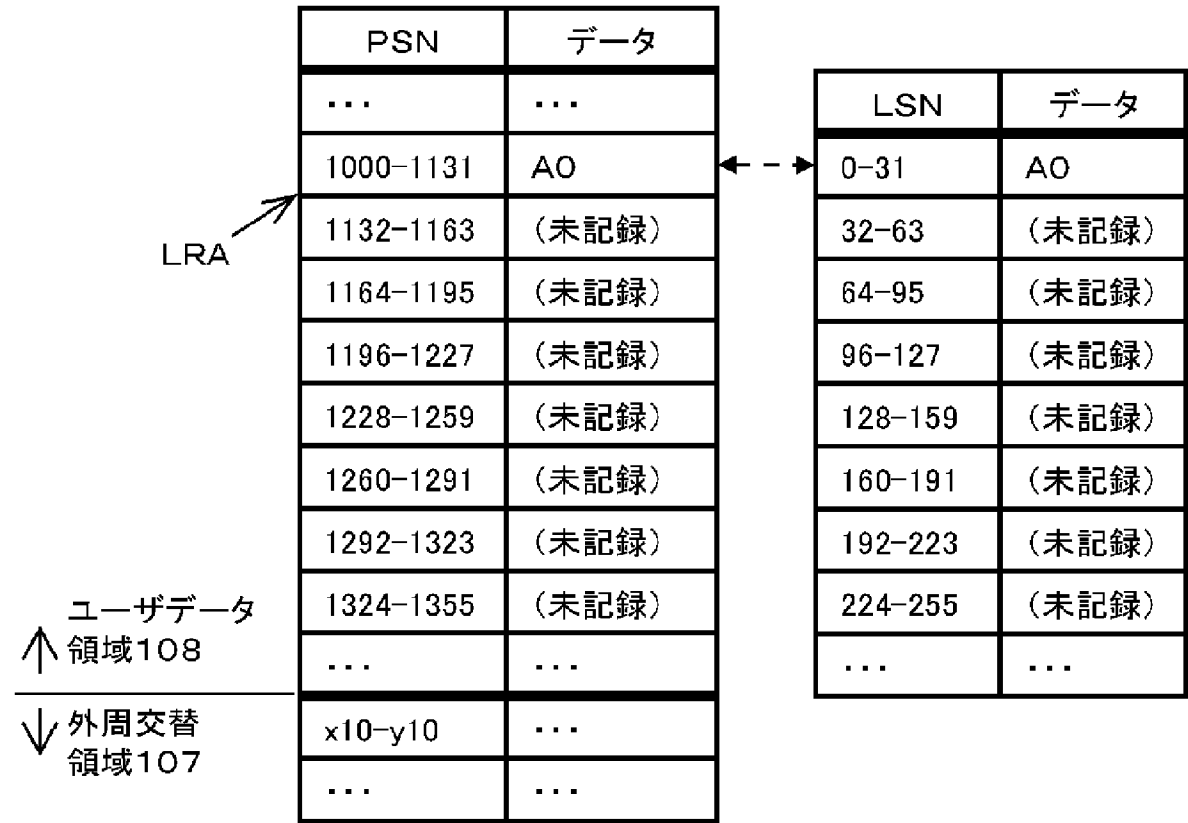 PSN データ
・・・ ・・・
1000-1131 A0
1132-1163 (未記録)
1164-1195 (未記録)
1196-1227 (未記録)
1228-1259 (未記録)
1260-1291 (未記録)
1292-1323 (未記録)
1324-1355 (未記録)
・・・ ・・・
x10-y10 ・・・
・・・ ・・・
LRA
ユーザデータ
領域108
外周交替
領域107
LSN データ
0-31 A0
32-63 (未記録)
64-95 (未記録)
96-127 (未記録)
128-159 (未記録)
160-191 (未記録)
192-223 (未記録)
224-255 (未記録)
・・・ ・・・